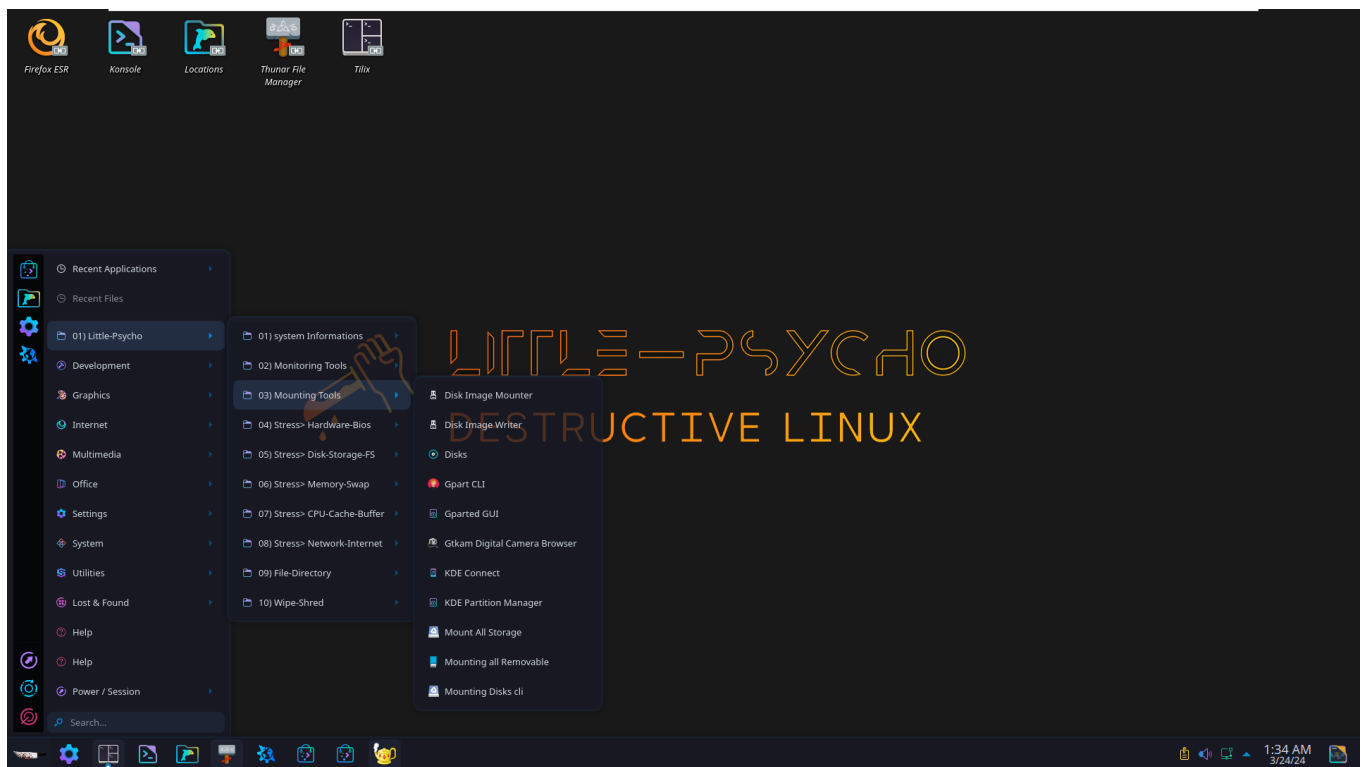 Firefox ESR
Konsole
Locations
Thunar File
Manager
Tilix
Recent Applications
Recent Files
01) Little-Psycho
Development
Graphics
Internet
Multimedia
Office
Settings
System
Utilities
Lost & Found
Help
Help
Power / Session
Search...
01) system Informations
02) Monitoring Tools
03) Mounting Tools
04) Stress> Hardware-Bios
05) Stress> Disk-Storage-FS
06) Stress> Memory-Swap
07) Stress> CPU-Cache-Buffer
08) Stress> Network-Internet
09) File-Directory
10) Wipe-Shred
Disk Image Mounter
Disk Image Writer
Disks
Gpart CLI
Gparted GUI
Gtkam Digital Camera Browser
KDE Connect
KDE Partition Manager
Mount All Storage
Mounting all Removable
Mounting Disks cli
LITTLE-PSYCHO
DESTRUCTIVE LINUX
1:34 AM
3/24/24